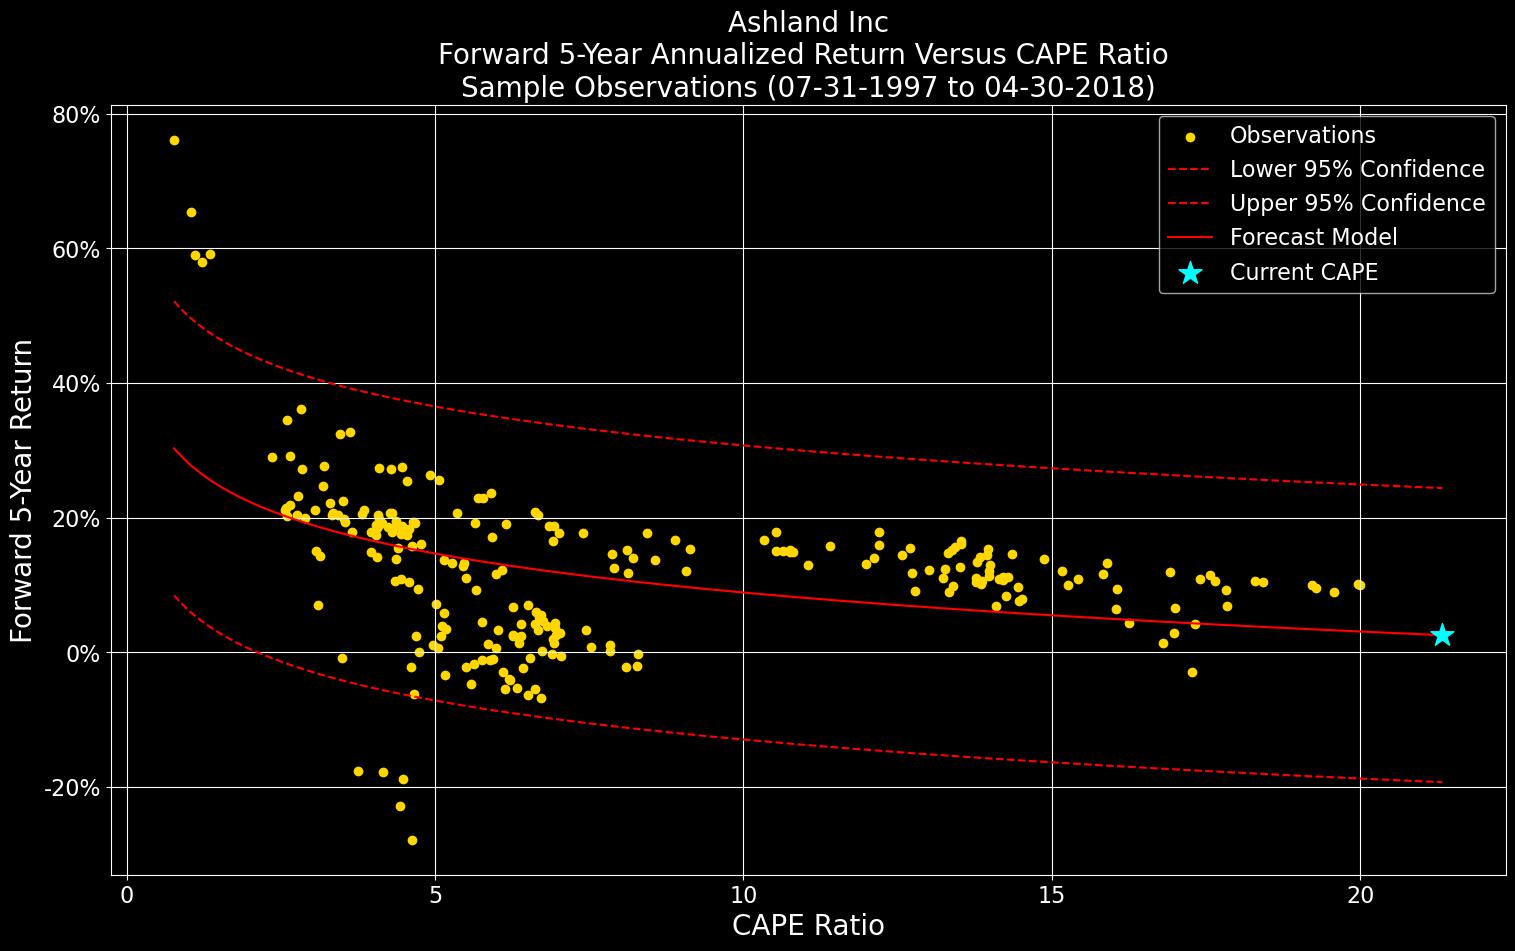 Ashland Inc
Forward 5-Year Annualized Return Versus CAPE Ratio
Sample Observations (07-31-1997 to 04-30-2018)
80%
60%
40%
20%
0%
-20%
Forward 5-Year Return
Observations
Lower 95% Confidence
Upper 95% Confidence
Forecast Model
Current CAPE
0
5
10
15
20
CAPE Ratio